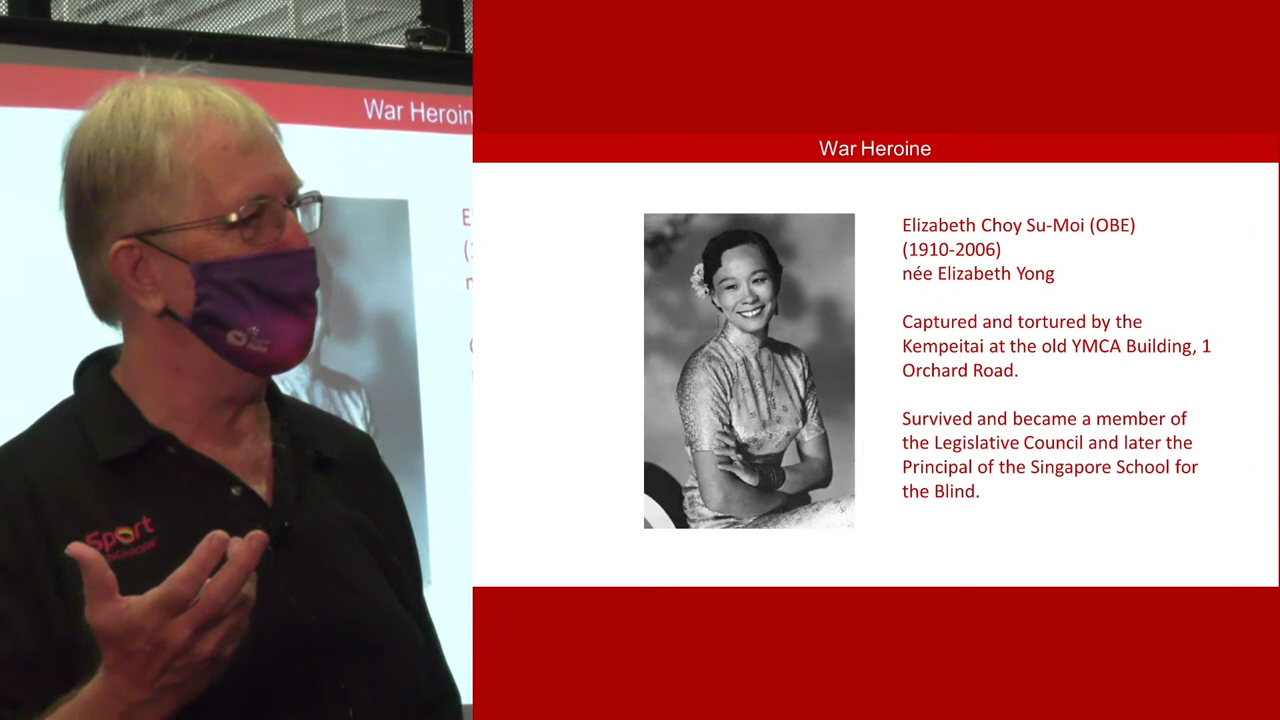 War Heroin
Sport
SINGAPORE
War Heroine
Elizabeth Choy Su-Moi (OBE)
(1910-2006)
née Elizabeth Yong
Captured and tortured by the
Kempeitai at the old YMCA Building, 1
Orchard Road.
Survived and became a member of
the Legislative Council and later the
Principal of the Singapore School for
the Blind.